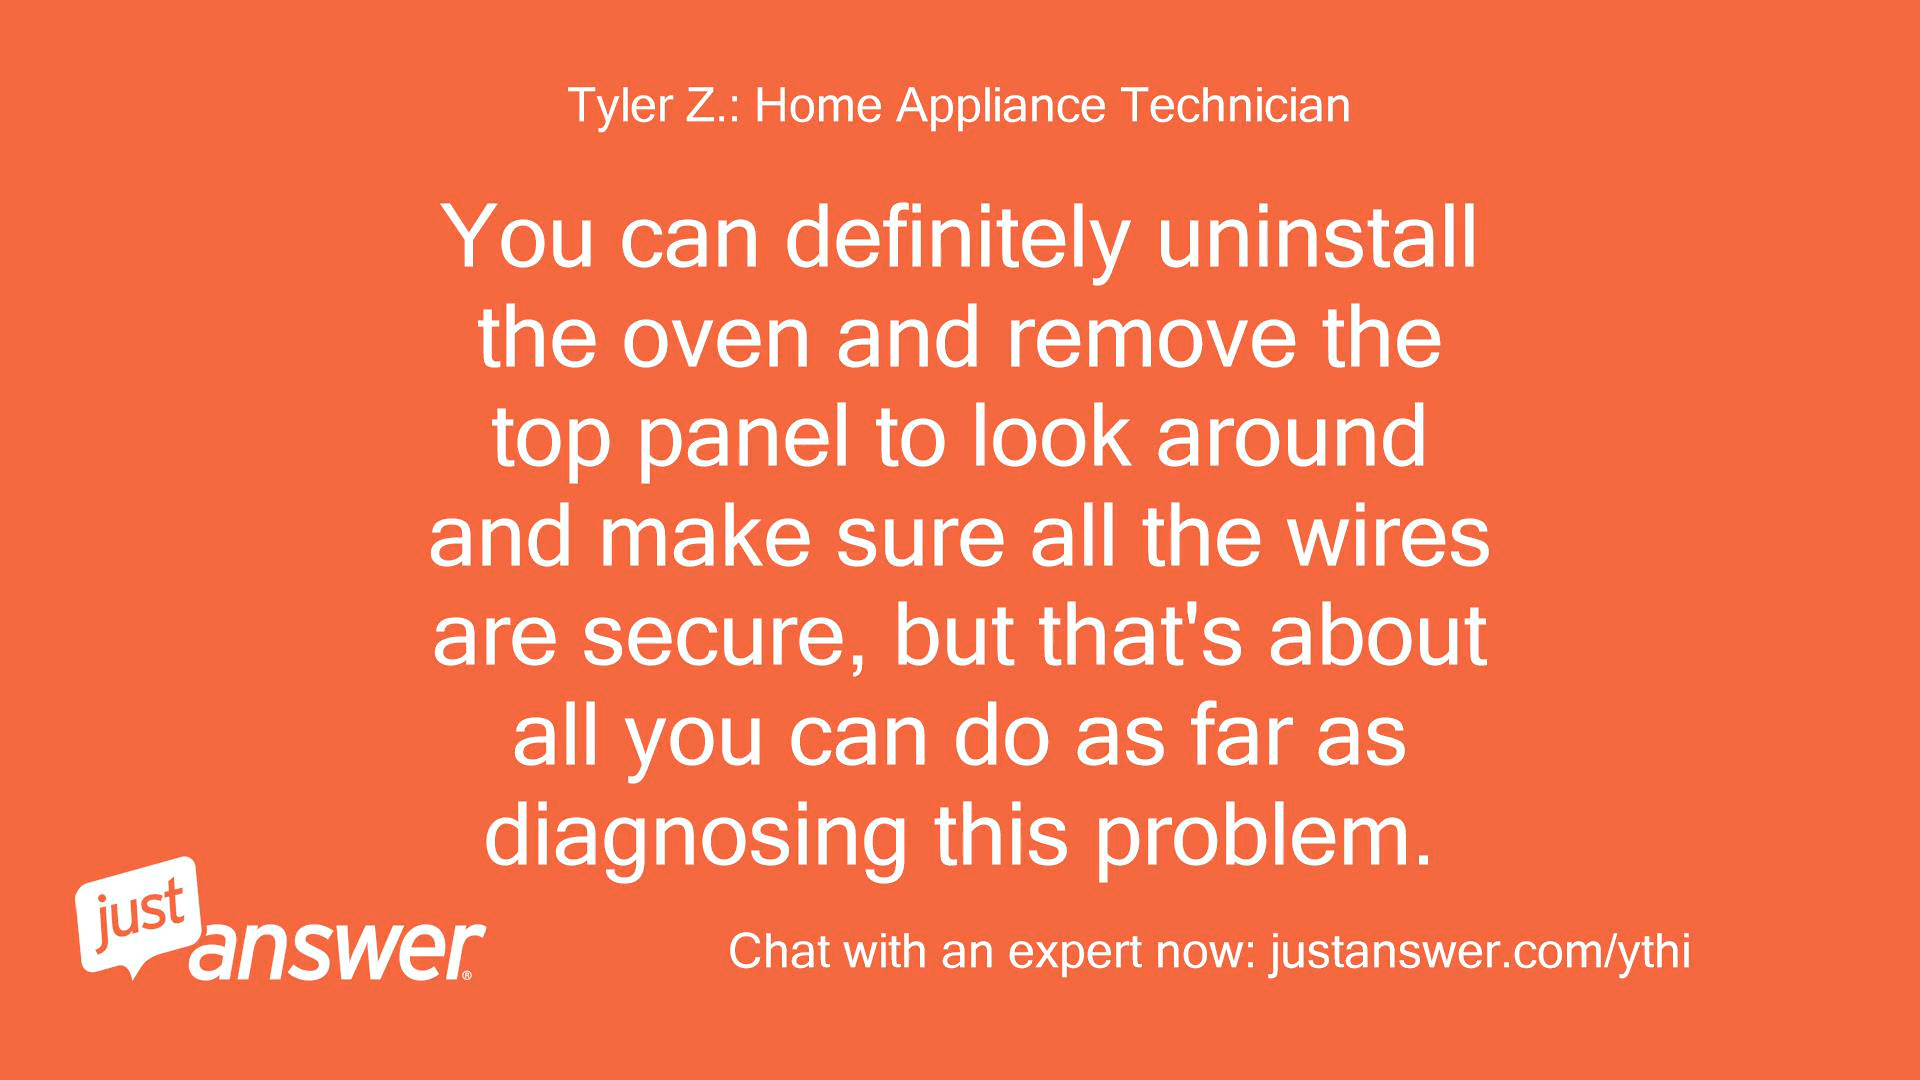 Tyler Z.: Home Appliance Technician
You can definitely uninstall
the oven and remove the
top panel to look around
and make sure all the wires
are secure, but that's about
all you can do as far as
diagnosing this problem.
just
answer®
Chat with an expert now: justanswer.com/ythi